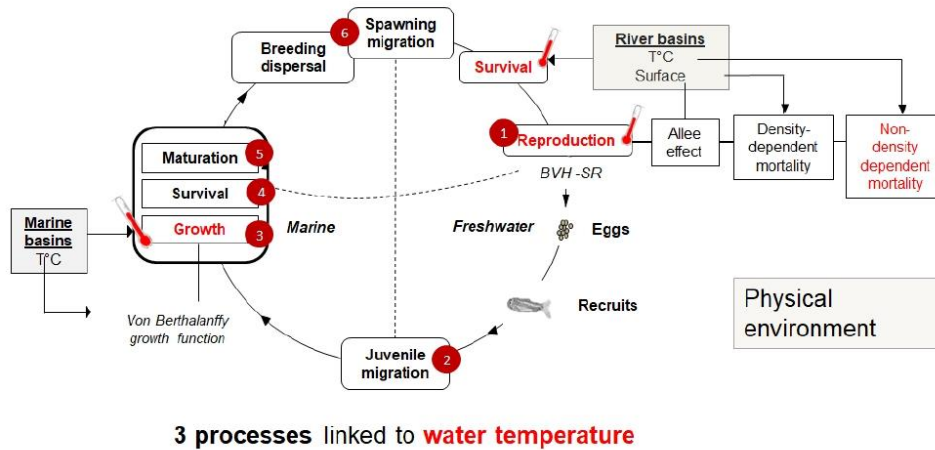 6
Spawning
migration
Breeding
dispersal
Survival
River basins
T°C
Surface
1
Reproduction
BVH -SR
Allee
effect
Density-
dependent
mortality
Non-
density
dependent
mortality
Maturation
5
Survival
4
Growth
3
Marine
Marine
basins
T°C
Freshwater
Eggs
Recruits
Von Berthalanffy
growth function
Juvenile
migration
2
Physical
environment
3 processes linked to water temperature